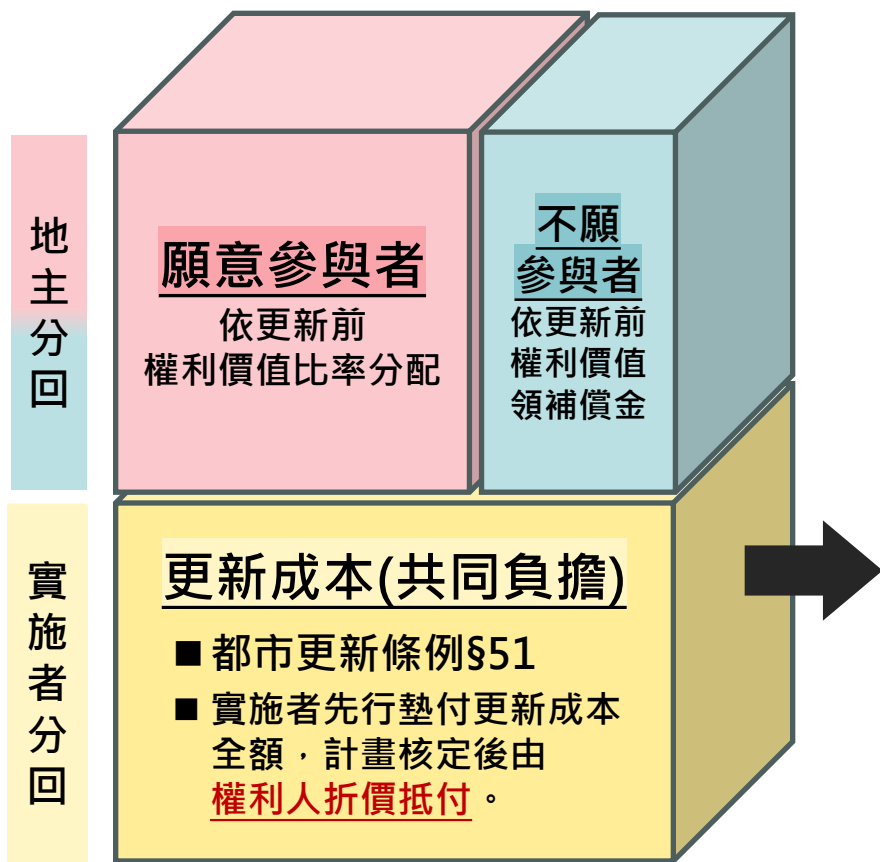 地主分回
願意參與者
依更新前
權利價值比率分配
不願
參與者
依更新前
權利價值
領補償金
實施者分回
更新成本(共同負擔)
■ 都市更新條例§51
■ 實施者先行墊付更新成本
全額，計畫核定後由
權利人折價抵付。